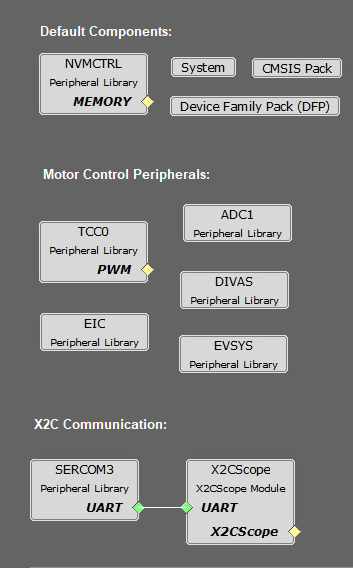 Default Components:
NVMCTRL
Peripheral Library
MEMORY
System
CMSIS Pack
Device Family Pack (DFP)
Motor Control Peripherals:
TCC0
Peripheral Library
PWM
ADC1
Peripheral Library
DIVAS
Peripheral Library
EIC
Peripheral Library
EVSYS
Peripheral Library
X2C Communication:
SERCOM3
Peripheral Library
UART
X2CScope
X2CScope Module
UART
X2CScope